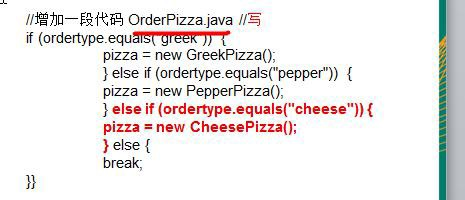 //增加一段代码 OrderPizza.java //写
if (ordertype.equals("greek")) {
pizza = new GreekPizza();
} else if (ordertype.equals("pepper")) {
pizza = new PepperPizza();
} else if (ordertype.equals("cheese")) {
pizza = new CheesePizza();
} else {
break;
}}